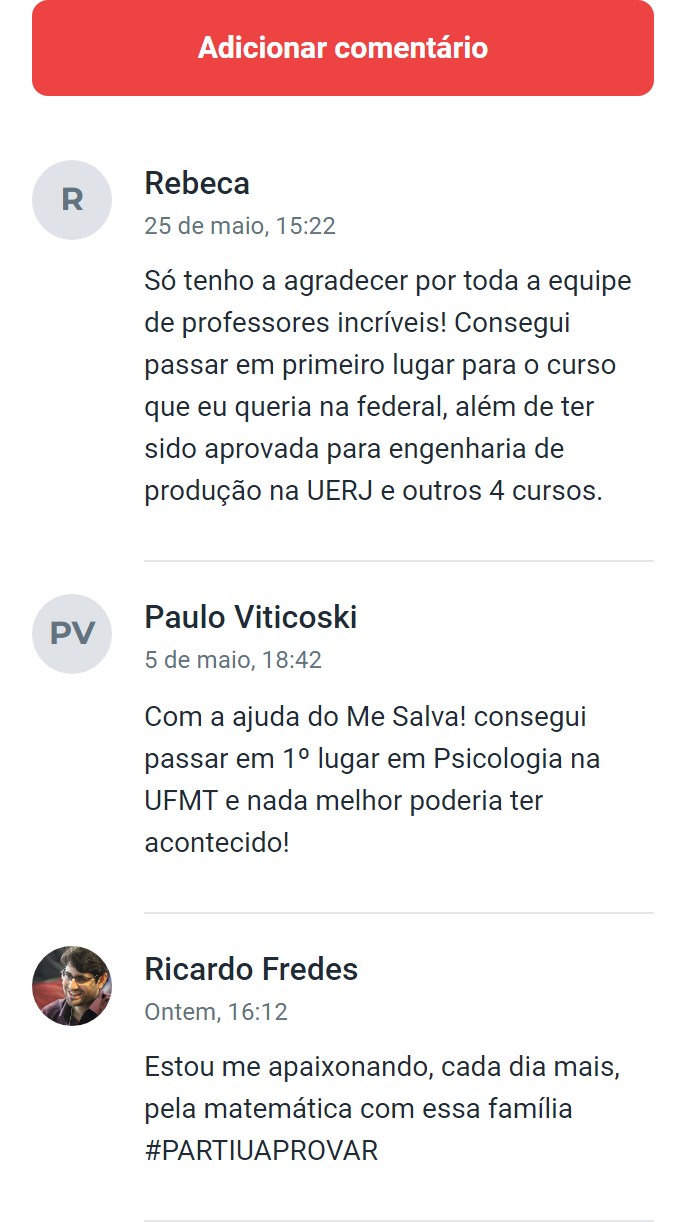 Adicionar comentário
R
Rebeca
25 de maio, 15:22
Só tenho a agradecer por toda a equipe
de professores incríveis! Consegui
passar em primeiro lugar para o curso
que eu queria na federal, além de ter
sido aprovada para engenharia de
produção na UERJ e outros 4 cursos.
PV
Paulo Viticoski
5 de maio, 18:42
Com a ajuda do Me Salva! consegui
passar em 1º lugar em Psicologia na
UFMT e nada melhor poderia ter
acontecido!
Ricardo Fredes
Ontem, 16:12
Estou me apaixonando, cada dia mais,
pela matemática com essa família
#PARTIUAPROVAR